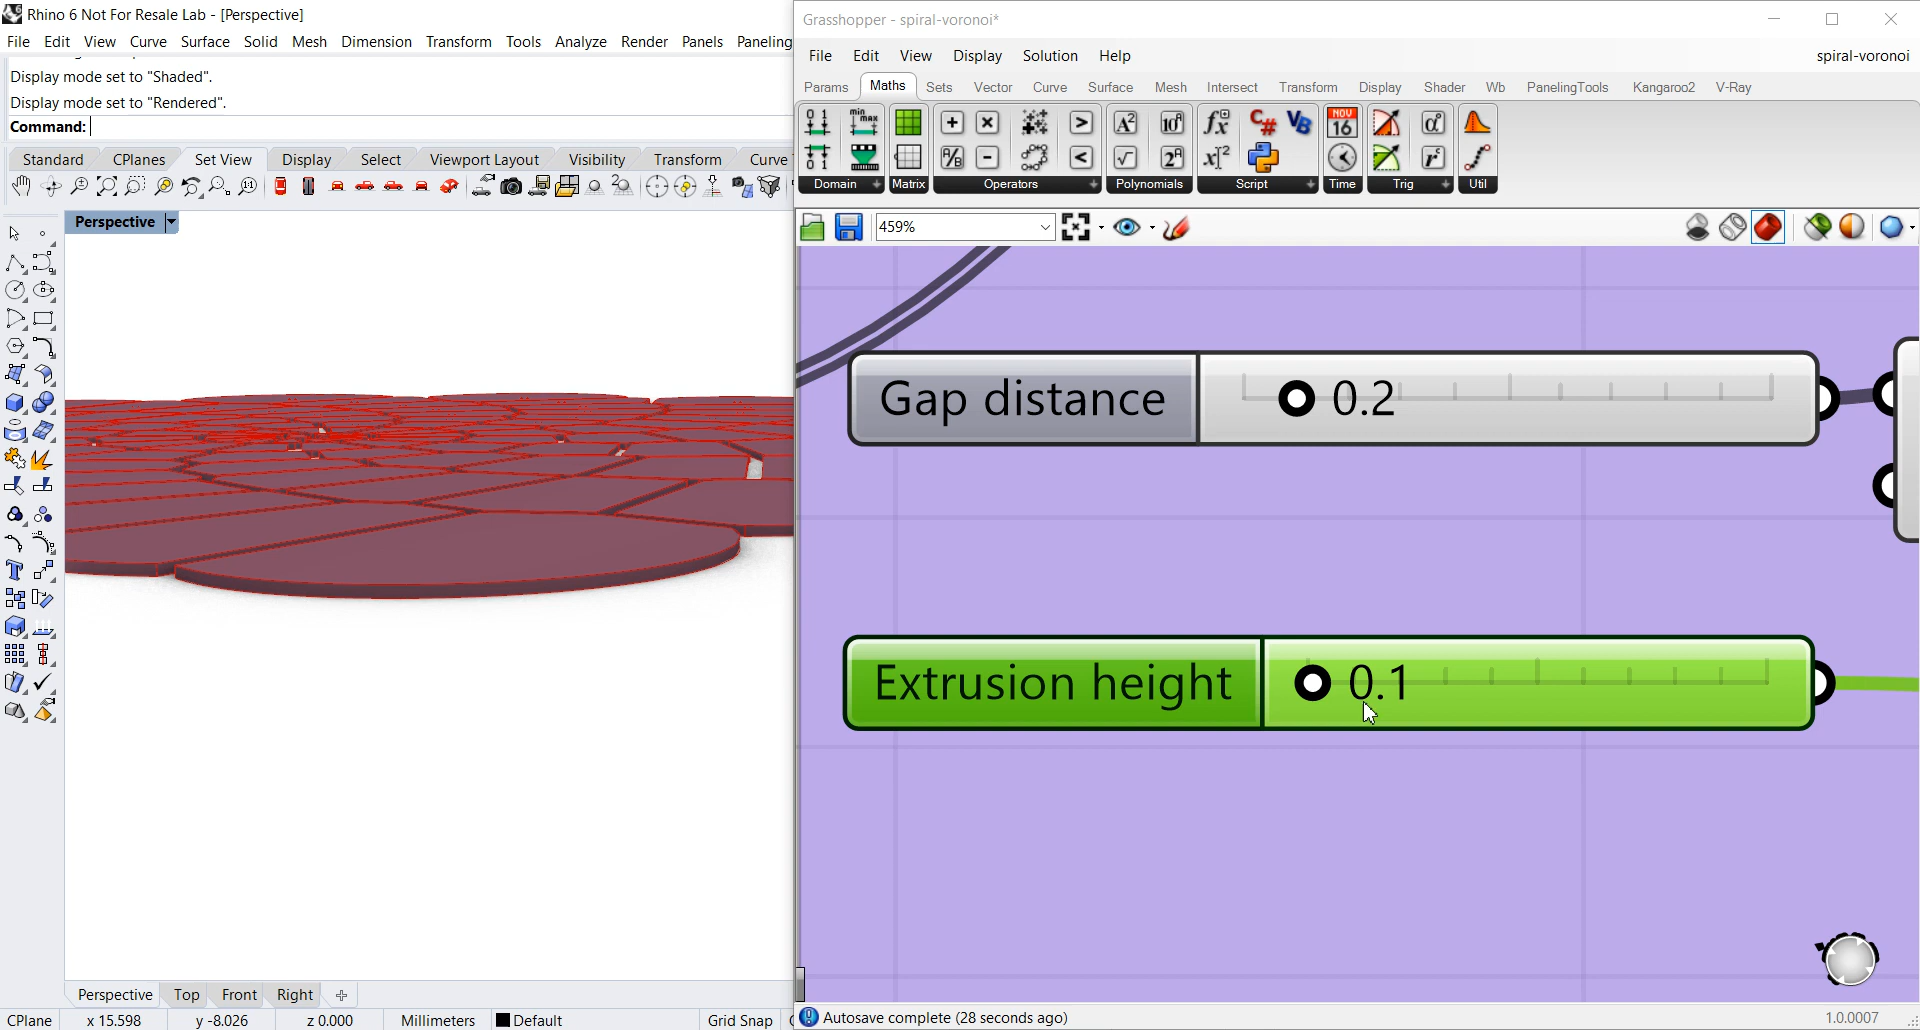 Rhino 6 Not For Resale Lab - [Perspective]
File Edit View Curve Surface Solid Mesh Dimension Transform Tools Analyze Render Panels Paneling
Display mode set to "Shaded".
Display mode set to "Rendered".
Command:
Standard CPlanes Set View Display Select Viewport Layout Visibility Transform Curve
Perspective
Perspective Top Front Right
CPlane x 15.598 y -8.026 z 0.000 Millimeters Default Grid Snap
Grasshopper - spiral-voronoi*
File Edit View Display Solution Help spiral-voronoi
Params Maths Sets Vector Curve Surface Mesh Intersect Transform Display Shader Wb PanelingTools Kangaroo2 V-Ray
Domain Matrix Operators Polynomials Script Time Trig Util
459%
Gap distance 0.2
Extrusion height 0.1
Autosave complete (28 seconds ago) 1.0.0007